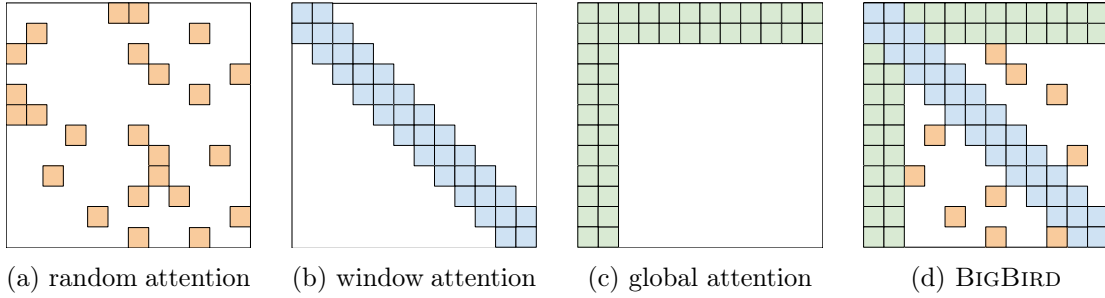 (a) random attention
(b) window attention
(c) global attention
(d) BIGBIRD